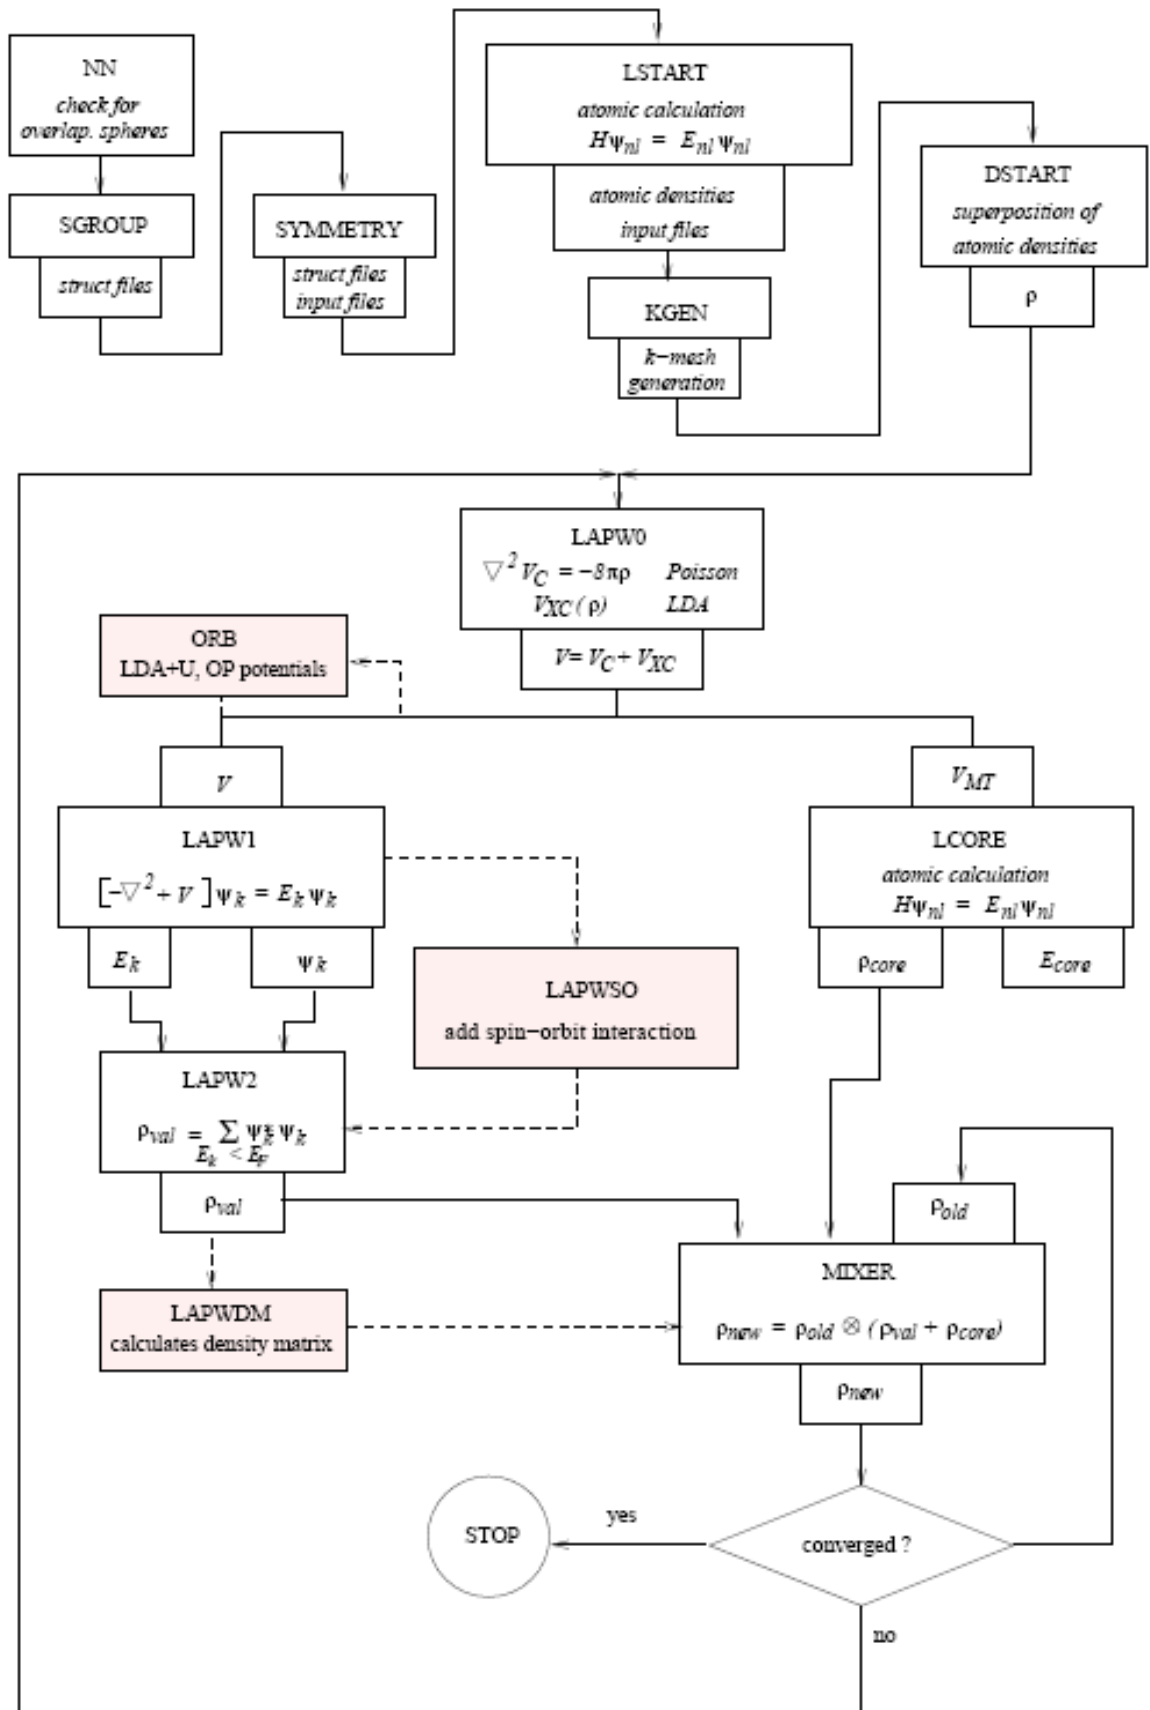 NN
check for
overlap. spheres
SGROUP
struct files
SYMMETRY
struct files
input files
LSTART
atomic calculation
Hψnl = Enl ψnl
atomic densities
input files
KGEN
k−mesh
generation
DSTART
superposition of
atomic densities
ρ
LAPW0
▽² VC = −8πρ Poisson
VXC(ρ) LDA
V= VC + VXC
ORB
LDA+U, OP potentials
V
LAPW1
[−▽²+ V ] ψk = Ek ψk
Ek
ψk
VMT
LCORE
atomic calculation
Hψnl = Enl ψnl
ρcore
Ecore
LAPWSO
add spin−orbit interaction
LAPW2
ρval = Σ ψk* ψk
Ek < EF
ρval
LAPWDM
calculates density matrix
ρold
MIXER
ρnew = ρold ⊗ (ρval + ρcore)
ρnew
converged ?
yes
STOP
no